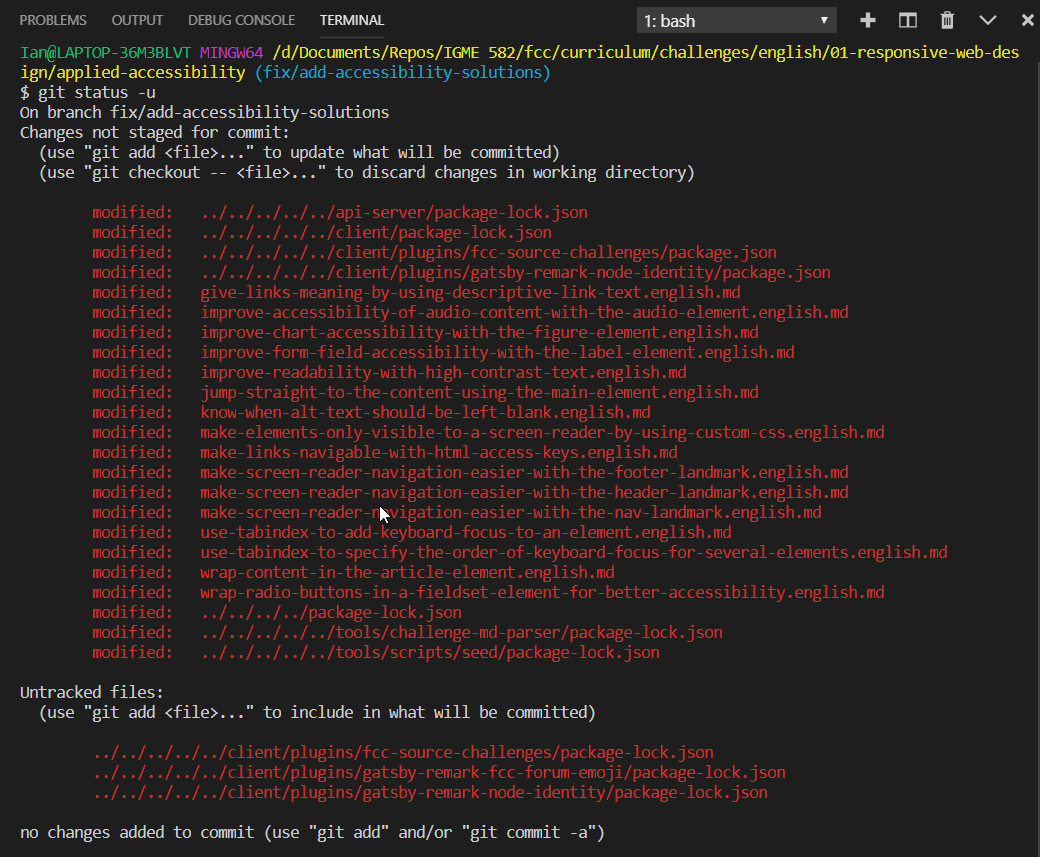 PROBLEMS OUTPUT DEBUG CONSOLE TERMINAL 1: bash
Ian@LAPTOP-36M3BLVT MINGW64 /d/Documents/Repos/IGME 582/fcc/curriculum/challenges/english/01-responsive-web-des
ign/applied-accessibility (fix/add-accessibility-solutions)
$ git status -u
On branch fix/add-accessibility-solutions
Changes not staged for commit:
  (use "git add <file>..." to update what will be committed)
  (use "git checkout -- <file>..." to discard changes in working directory)
        modified:   ../../../../../api-server/package-lock.json
        modified:   ../../../../../client/package-lock.json
        modified:   ../../../../../client/plugins/fcc-source-challenges/package.json
        modified:   ../../../../../client/plugins/gatsby-remark-node-identity/package.json
        modified:   give-links-meaning-by-using-descriptive-link-text.english.md
        modified:   improve-accessibility-of-audio-content-with-the-audio-element.english.md
        modified:   improve-chart-accessibility-with-the-figure-element.english.md
        modified:   improve-form-field-accessibility-with-the-label-element.english.md
        modified:   improve-readability-with-high-contrast-text.english.md
        modified:   jump-straight-to-the-content-using-the-main-element.english.md
        modified:   know-when-alt-text-should-be-left-blank.english.md
        modified:   make-elements-only-visible-to-a-screen-reader-by-using-custom-css.english.md
        modified:   make-links-navigable-with-html-access-keys.english.md
        modified:   make-screen-reader-navigation-easier-with-the-footer-landmark.english.md
        modified:   make-screen-reader-navigation-easier-with-the-header-landmark.english.md
        modified:   make-screen-reader-navigation-easier-with-the-nav-landmark.english.md
        modified:   use-tabindex-to-add-keyboard-focus-to-an-element.english.md
        modified:   use-tabindex-to-specify-the-order-of-keyboard-focus-for-several-elements.english.md
        modified:   wrap-content-in-the-article-element.english.md
        modified:   wrap-radio-buttons-in-a-fieldset-element-for-better-accessibility.english.md
        modified:   ../../../../package-lock.json
        modified:   ../../../../../tools/challenge-md-parser/package-lock.json
        modified:   ../../../../../tools/scripts/seed/package-lock.json
Untracked files:
  (use "git add <file>..." to include in what will be committed)
        ../../../../../client/plugins/fcc-source-challenges/package-lock.json
        ../../../../../client/plugins/gatsby-remark-fcc-forum-emoji/package-lock.json
        ../../../../../client/plugins/gatsby-remark-node-identity/package-lock.json
no changes added to commit (use "git add" and/or "git commit -a")